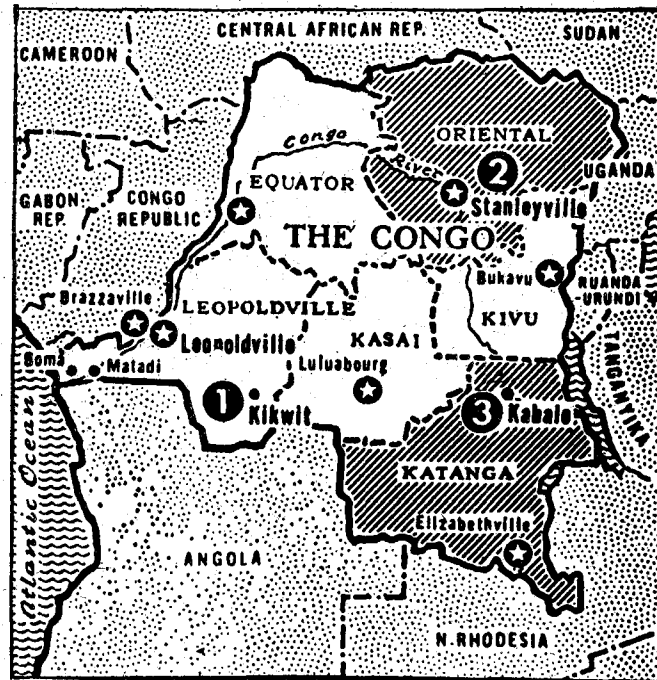 CENTRAL AFRICAN REP.
SUDAN
CAMEROON
Congo
River
ORIENTAL
2
UGANDA
EQUATOR
GABON
REP.
CONGO
REPUBLIC
Stanleyville
THE CONGO
Bukavu
RUANDA
-URUNDI
Brazzaville
LEOPOLDVILLE
KIVU
Leopoldville
KASAI
TANGANYIKA
Boma
Matadi
Luluabourg
1
Kikwit
3
Kabalo
Atlantic Ocean
KATANGA
Elizabethville
ANGOLA
N. RHODESIA